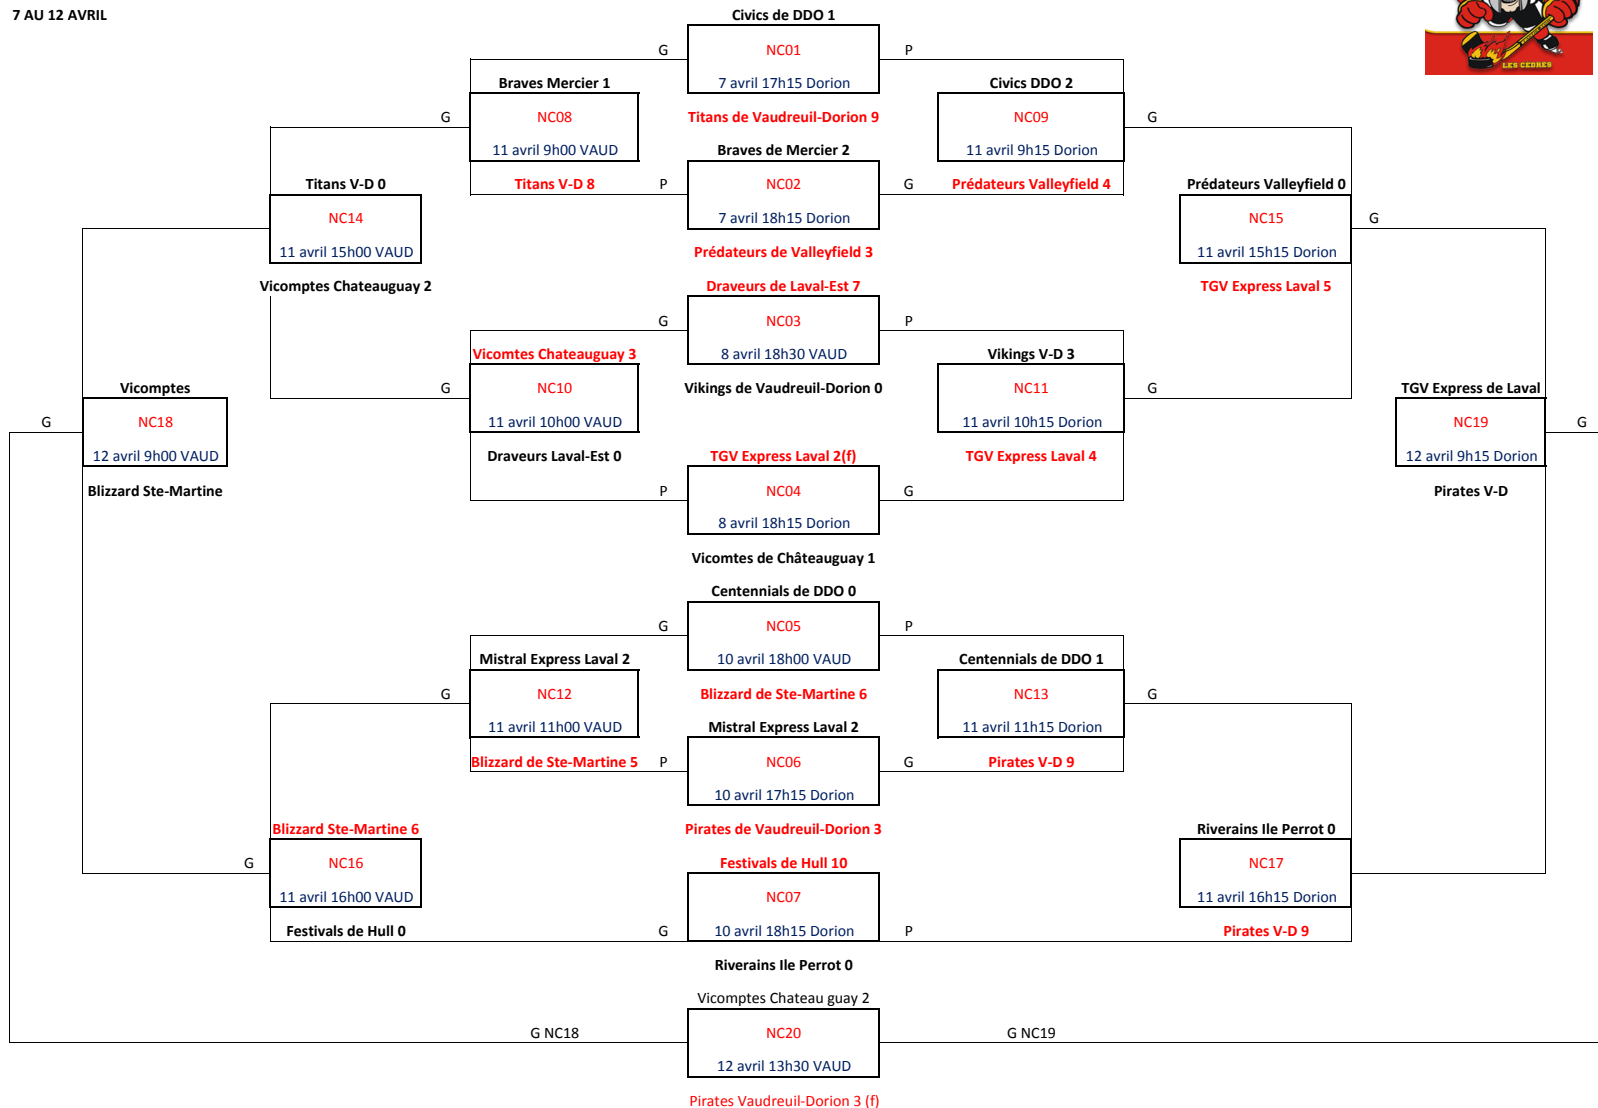 7 AU 12 AVRIL
Civics de DDO 1
G
NC01
P
7 avril 17h15 Dorion
Titans de Vaudreuil-Dorion 9
LES CEDRES
Braves Mercier 1
G
NC08
11 avril 9h00 VAUD
Titans V-D 8
Civics DDO 2
NC09
G
11 avril 9h15 Dorion
Prédateurs Valleyfield 4
Braves de Mercier 2
P
NC02
G
7 avril 18h15 Dorion
Prédateurs de Valleyfield 3
Titans V-D 0
NC14
11 avril 15h00 VAUD
Vicomptes Chateauguay 2
Prédateurs Valleyfield 0
NC15
G
11 avril 15h15 Dorion
TGV Express Laval 5
Draveurs de Laval-Est 7
G
NC03
P
8 avril 18h30 VAUD
Vikings de Vaudreuil-Dorion 0
Vicomtes Chateauguay 3
G
NC10
11 avril 10h00 VAUD
Draveurs Laval-Est 0
Vikings V-D 3
NC11
G
11 avril 10h15 Dorion
TGV Express Laval 4
Vicomptes
G
NC18
12 avril 9h00 VAUD
Blizzard Ste-Martine
TGV Express de Laval
NC19
G
12 avril 9h15 Dorion
Pirates V-D
TGV Express Laval 2(f)
P
NC04
G
8 avril 18h15 Dorion
Vicomtes de Châteauguay 1
Centennials de DDO 0
G
NC05
P
10 avril 18h00 VAUD
Blizzard de Ste-Martine 6
Mistral Express Laval 2
G
NC12
11 avril 11h00 VAUD
Blizzard de Ste-Martine 5
Centennials de DDO 1
NC13
G
11 avril 11h15 Dorion
Pirates V-D 9
Mistral Express Laval 2
P
NC06
G
10 avril 17h15 Dorion
Pirates de Vaudreuil-Dorion 3
Blizzard Ste-Martine 6
G
NC16
11 avril 16h00 VAUD
Festivals de Hull 0
Riverains Ile Perrot 0
NC17
11 avril 16h15 Dorion
Pirates V-D 9
Festivals de Hull 10
NC07
G
10 avril 18h15 Dorion
P
Riverains Ile Perrot 0
Vicomptes Chateau guay 2
G NC18
NC20
G NC19
12 avril 13h30 VAUD
Pirates Vaudreuil-Dorion 3 (f)